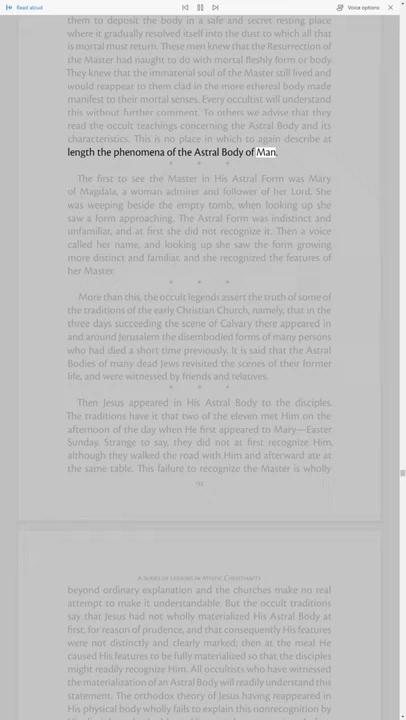 Read aloud
Voice options
them to deposit the body in a safe and secret resting place
where it gradually resolved itself into the dust to which all that
is mortal must return. These men knew that the Resurrection of
the Master had naught to do with mortal fleshly form or body.
They knew that the immaterial soul of the Master still lived and
would reappear to them clad in the more ethereal body made
manifest to their mortal senses. Every occultist will understand
this without further comment. To others we advise that they
read the occult teachings concerning the Astral Body and its
characteristics. This is no place in which to again describe at
length the phenomena of the Astral Body of Man.
* * *
The first to see the Master in His Astral Form was Mary
of Magdala, a woman admirer and follower of her Lord. She
was weeping beside the empty tomb, when looking up she
saw a form approaching. The Astral Form was indistinct and
unfamiliar, and at first she did not recognize it. Then a voice
called her name, and looking up she saw the form growing
more distinct and familiar, and she recognized the features of
her Master.
* * *
More than this, the occult legends assert the truth of some of
the traditions of the early Christian Church, namely, that in the
three days succeeding the scene of Calvary there appeared in
and around Jerusalem the disembodied forms of many persons
who had died a short time previously. It is said that the Astral
Bodies of many dead Jews revisited the scenes of their former
life, and were witnessed by friends and relatives.
* * *
Then Jesus appeared in His Astral Body to the disciples.
The traditions have it that two of the eleven met Him on the
afternoon of the day when He first appeared to Mary—Easter
Sunday. Strange to say, they did not at first recognize Him,
although they walked the road with Him and afterward ate at
the same table. This failure to recognize the Master is wholly
A Series of Lessons in Mystic Christianity
beyond ordinary explanation and the churches make no real
attempt to make it understandable. But the occult traditions
say that Jesus had not wholly materialized His Astral Body at
first, for reason of prudence, and that consequently His features
were not distinctly and clearly marked; then at the meal He
caused His features to be fully materialized so that the disciples
might readily recognize Him. All occultists who have witnessed
the materialization of an Astral Body will readily understand this
statement. The orthodox theory of Jesus having reappeared in
His physical body wholly fails to explain this nonrecognition by